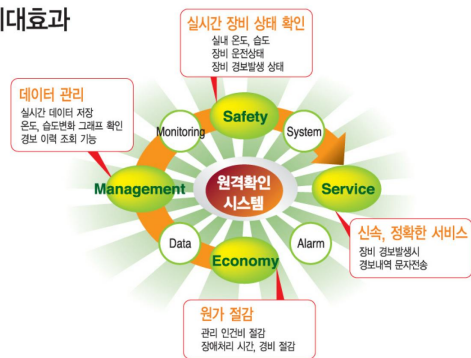 대효과
실시간 장비 상태 확인
실내 온도, 습도
장비 운전상태
장비 경보발생 상태
데이터 관리
실시간 데이터 저장
온도, 습도변화 그래프 확인
경보 이력 조회 기능
Monitoring
Safety
System
Management
원격확인
시스템
Service
Data
Economy
Alarm
신속, 정확한 서비스
장비 경보발생시
경보내역 문자전송
원가 절감
관리 인건비 절감
장애처리 시간, 경비 절감